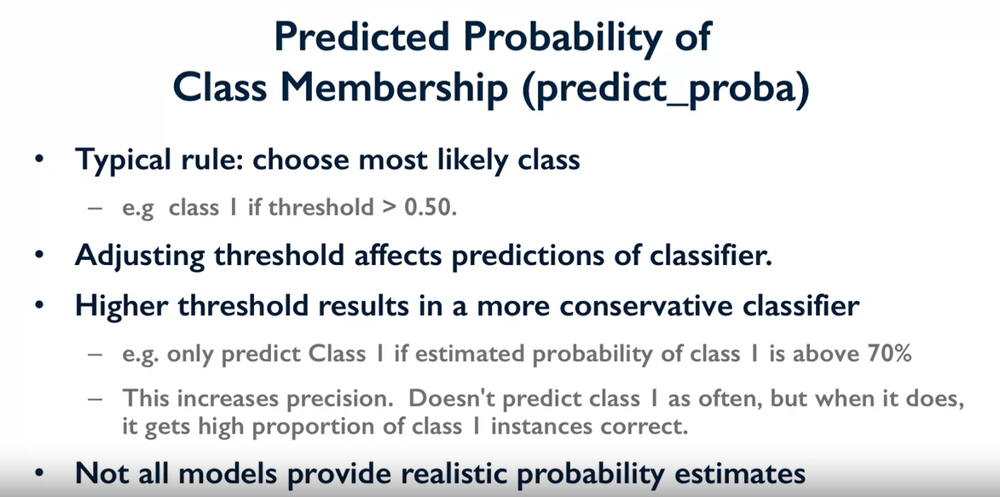 Predicted Probability of
Class Membership (predict_proba)
• Typical rule: choose most likely class
– e.g class 1 if threshold > 0.50.
• Adjusting threshold affects predictions of classifier.
• Higher threshold results in a more conservative classifier
– e.g. only predict Class 1 if estimated probability of class 1 is above 70%
– This increases precision. Doesn't predict class 1 as often, but when it does,
it gets high proportion of class 1 instances correct.
• Not all models provide realistic probability estimates